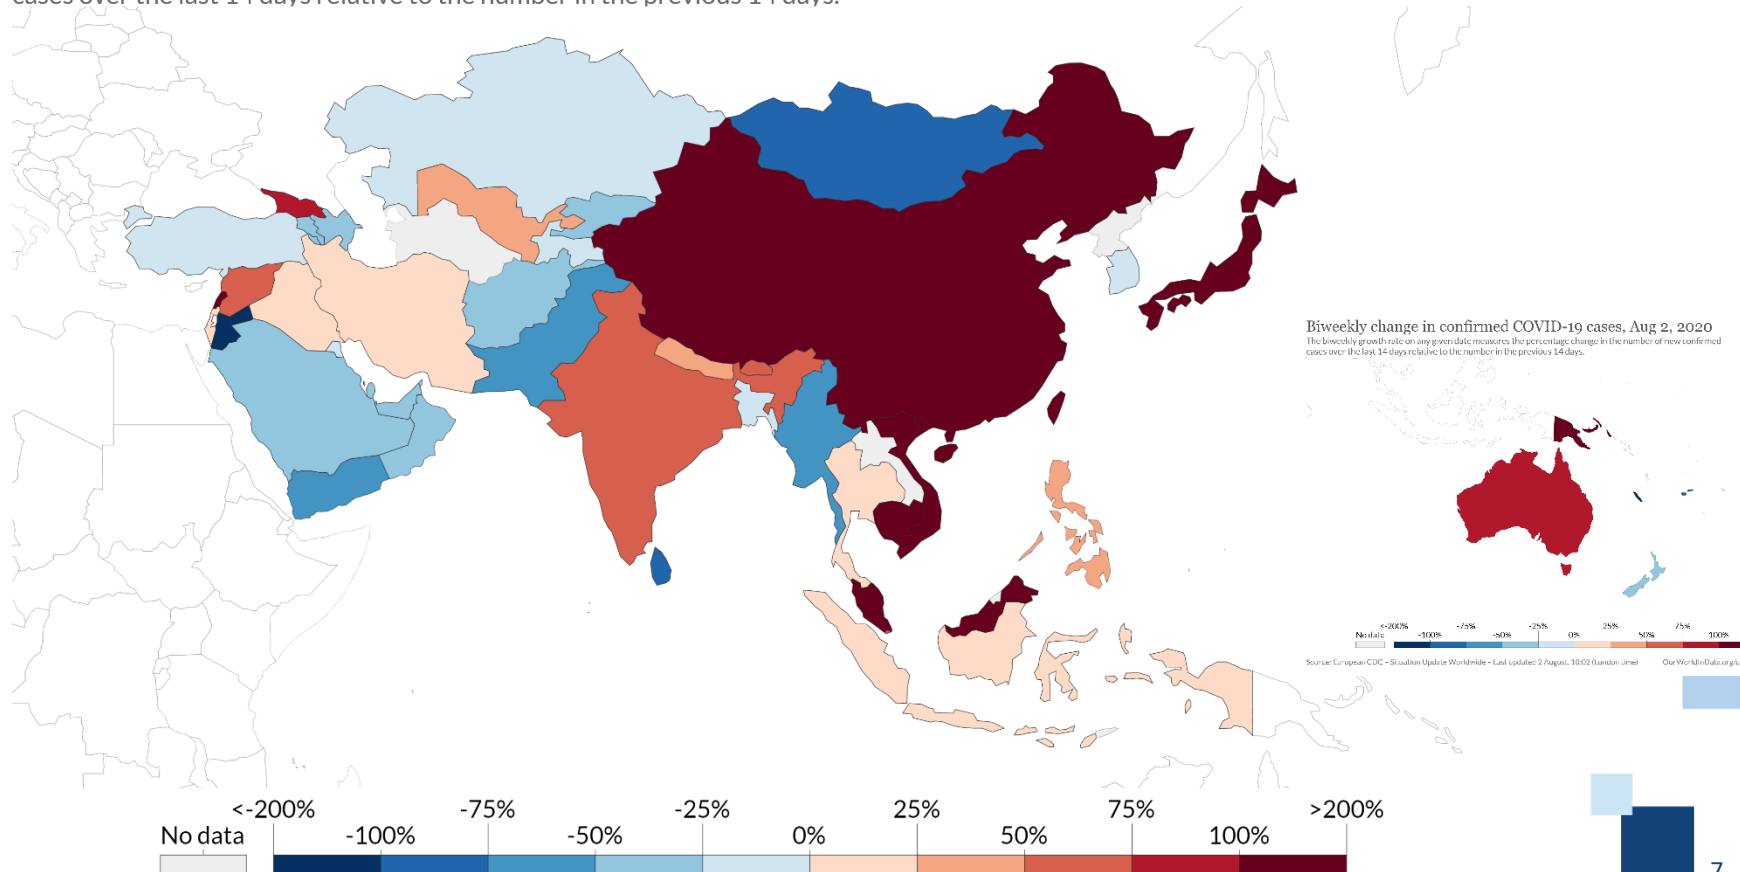 cases over the last 14 days relative to the number in the previous 14 days.
Biweekly change in confirmed COVID-19 cases, Aug 2, 2020
The biweekly growth rate on any given date measures the percentage change in the number of new confirmed
cases over the last 14 days relative to the number in the previous 14 days.
<-200% -75% -25% 25% 75%
No data -100% -50% 0% 50% 100%
Source: European CDC – Situation Update Worldwide – Last updated 2 August, 10:02 (London time) OurWorldInData.org/
<-200% -75% -25% 25% 75% >200%
No data -100% -50% 0% 50% 100%
7